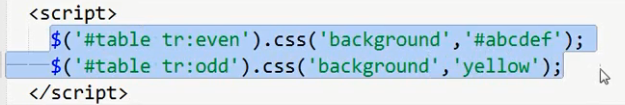 <script>
$('#table tr:even').css('background','#abcdef');
$('#table tr:odd').css('background','yellow');
</script>